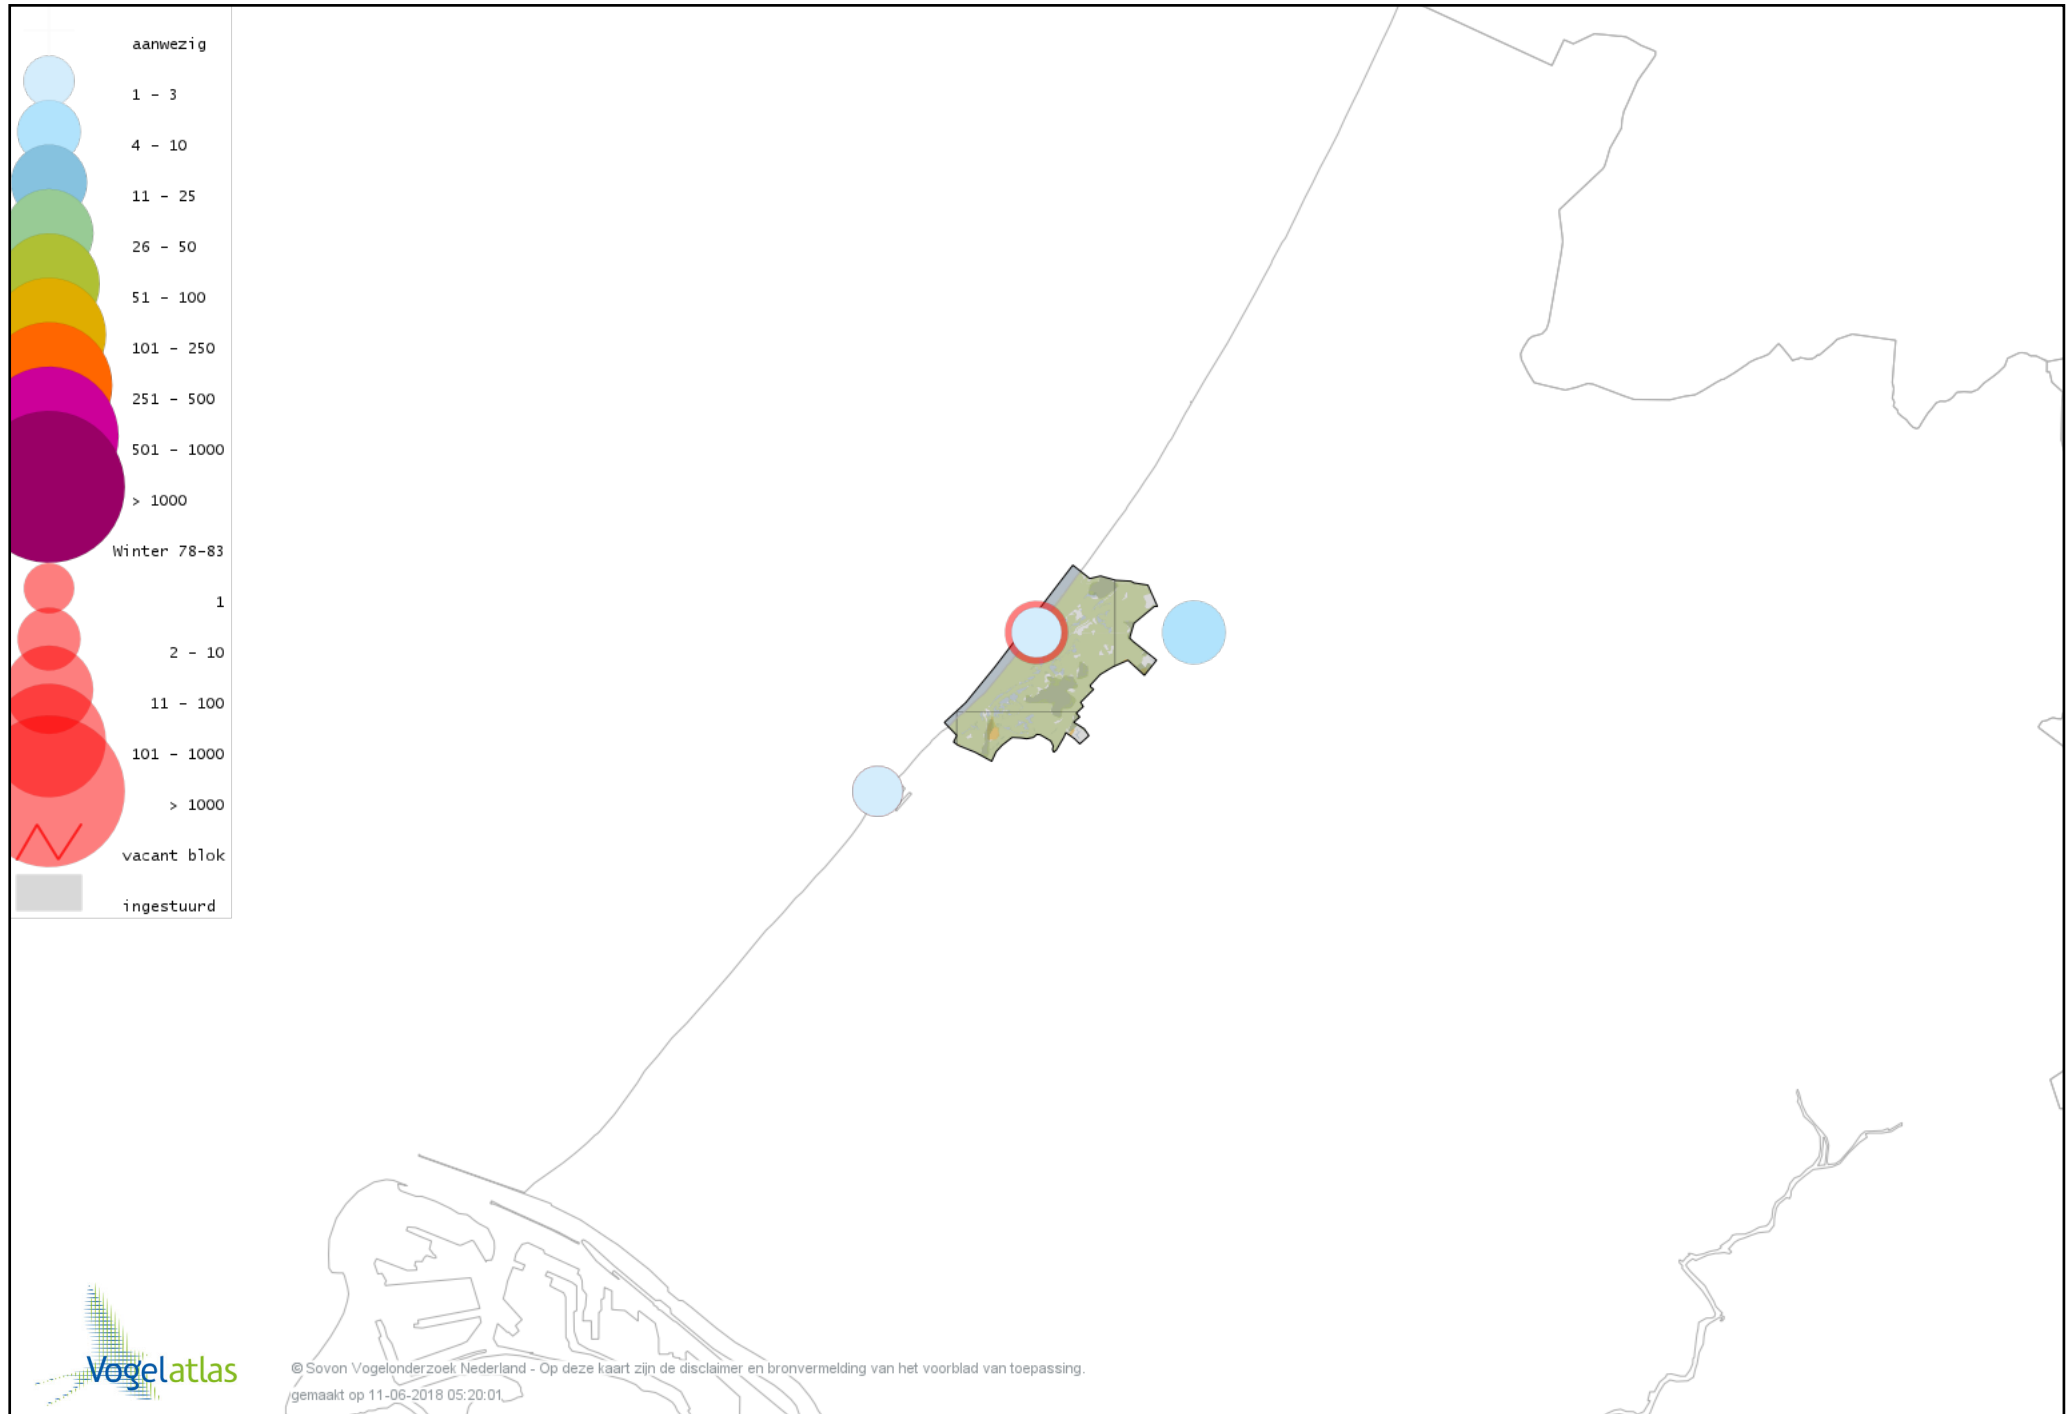 aanwezig
1 - 3
4 - 10
11 - 25
26 - 50
51 - 100
101 - 250
251 - 500
501 - 1000
> 1000
Winter 78-83
1
2 - 10
11 - 100
101 - 1000
> 1000
vacant blok
ingestuurd
Vogelatlas
© Sovon Vogelonderzoek Nederland - Op deze kaart zijn de disclaimer en bronvermelding van het voorblad van toepassing.
gemaakt op 11-06-2018 05:20:01